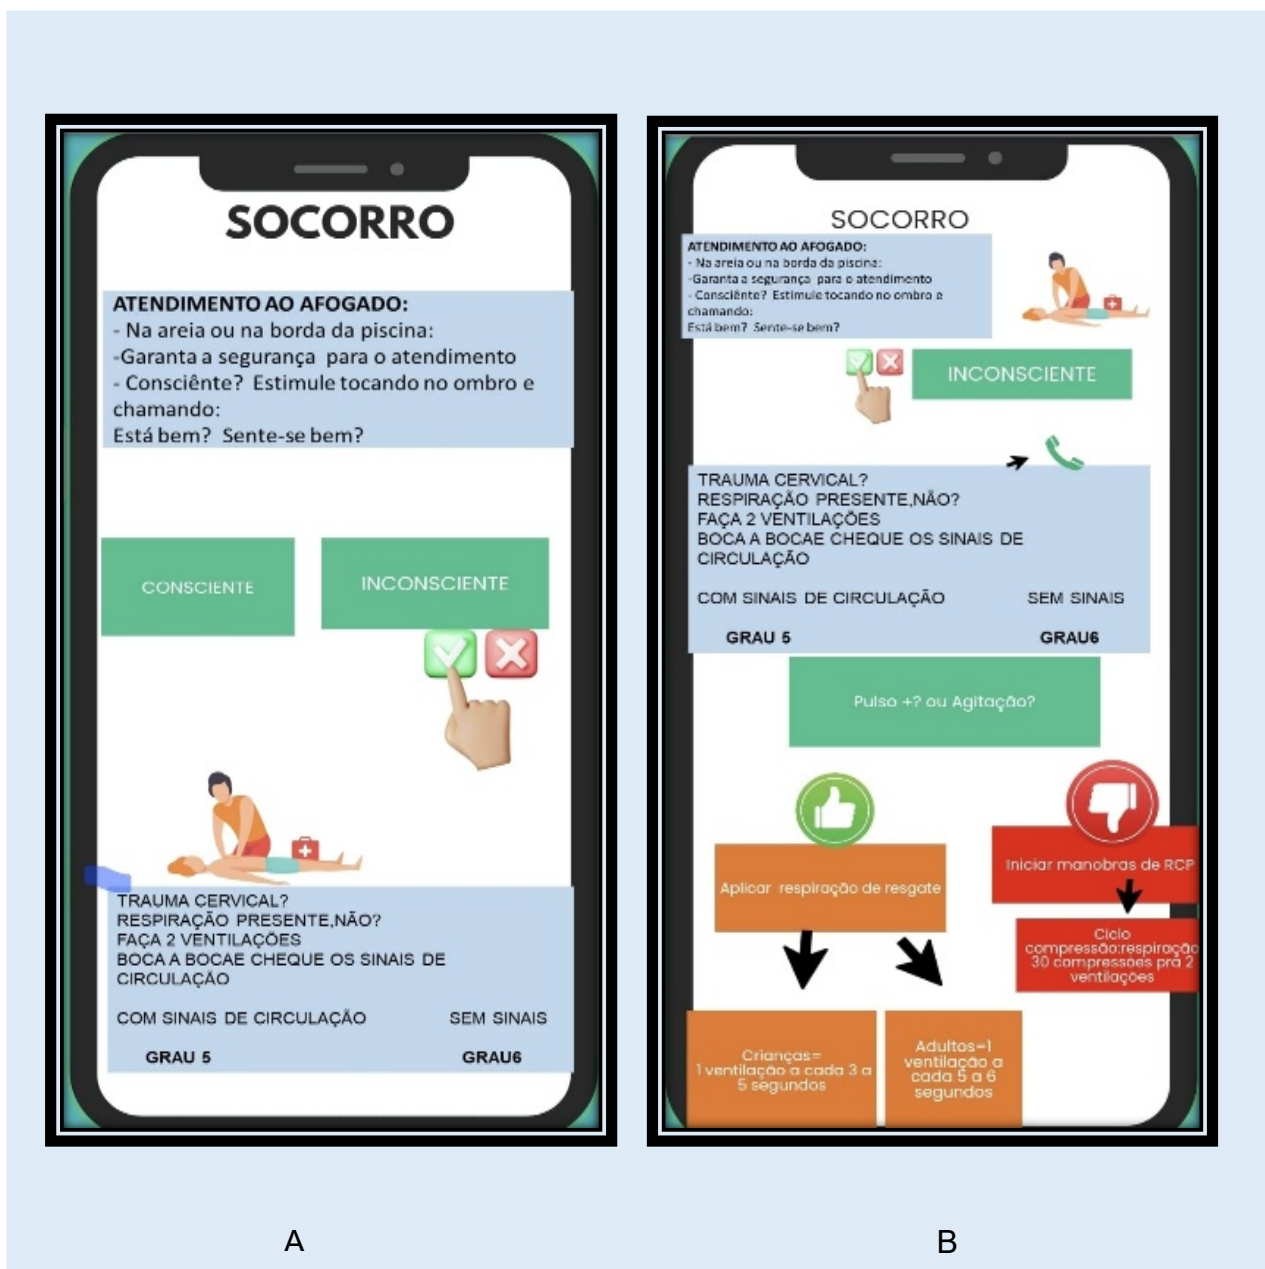 SOCORRO
ATENDIMENTO AO AFOGADO:
- Na areia ou na borda da piscina:
-Garanta a segurança para o atendimento
- Consciênte? Estimule tocando no ombro e
chamando:
Está bem? Sente-se bem?
CONSCIENTE
INCONSCIENTE
TRAUMA CERVICAL?
RESPIRAÇÃO PRESENTE,NÃO?
FAÇA 2 VENTILAÇÕES
BOCA A BOCAE CHEQUE OS SINAIS DE
CIRCULAÇÃO
COM SINAIS DE CIRCULAÇÃO SEM SINAIS
GRAU 5 GRAU6
A
SOCORRO
ATENDIMENTO AO AFOGADO:
- Na areia ou na borda da piscina:
-Garanta a segurança para o atendimento
- Consciênte? Estimule tocando no ombro e
chamando:
Está bem? Sente-se bem?
INCONSCIENTE
TRAUMA CERVICAL?
RESPIRAÇÃO PRESENTE,NÃO?
FAÇA 2 VENTILAÇÕES
BOCA A BOCAE CHEQUE OS SINAIS DE
CIRCULAÇÃO
COM SINAIS DE CIRCULAÇÃO SEM SINAIS
GRAU 5 GRAU6
Pulso +? ou Agitação?
Aplicar respiração de resgate
Iniciar manobras de RCP
Ciclo
compressão:respiração
30 compressões pra 2
ventilações
Crianças=
1 ventilação a cada 3 a
5 segundos
Adultos=1
ventilação a
cada 5 a 6
segundos
B